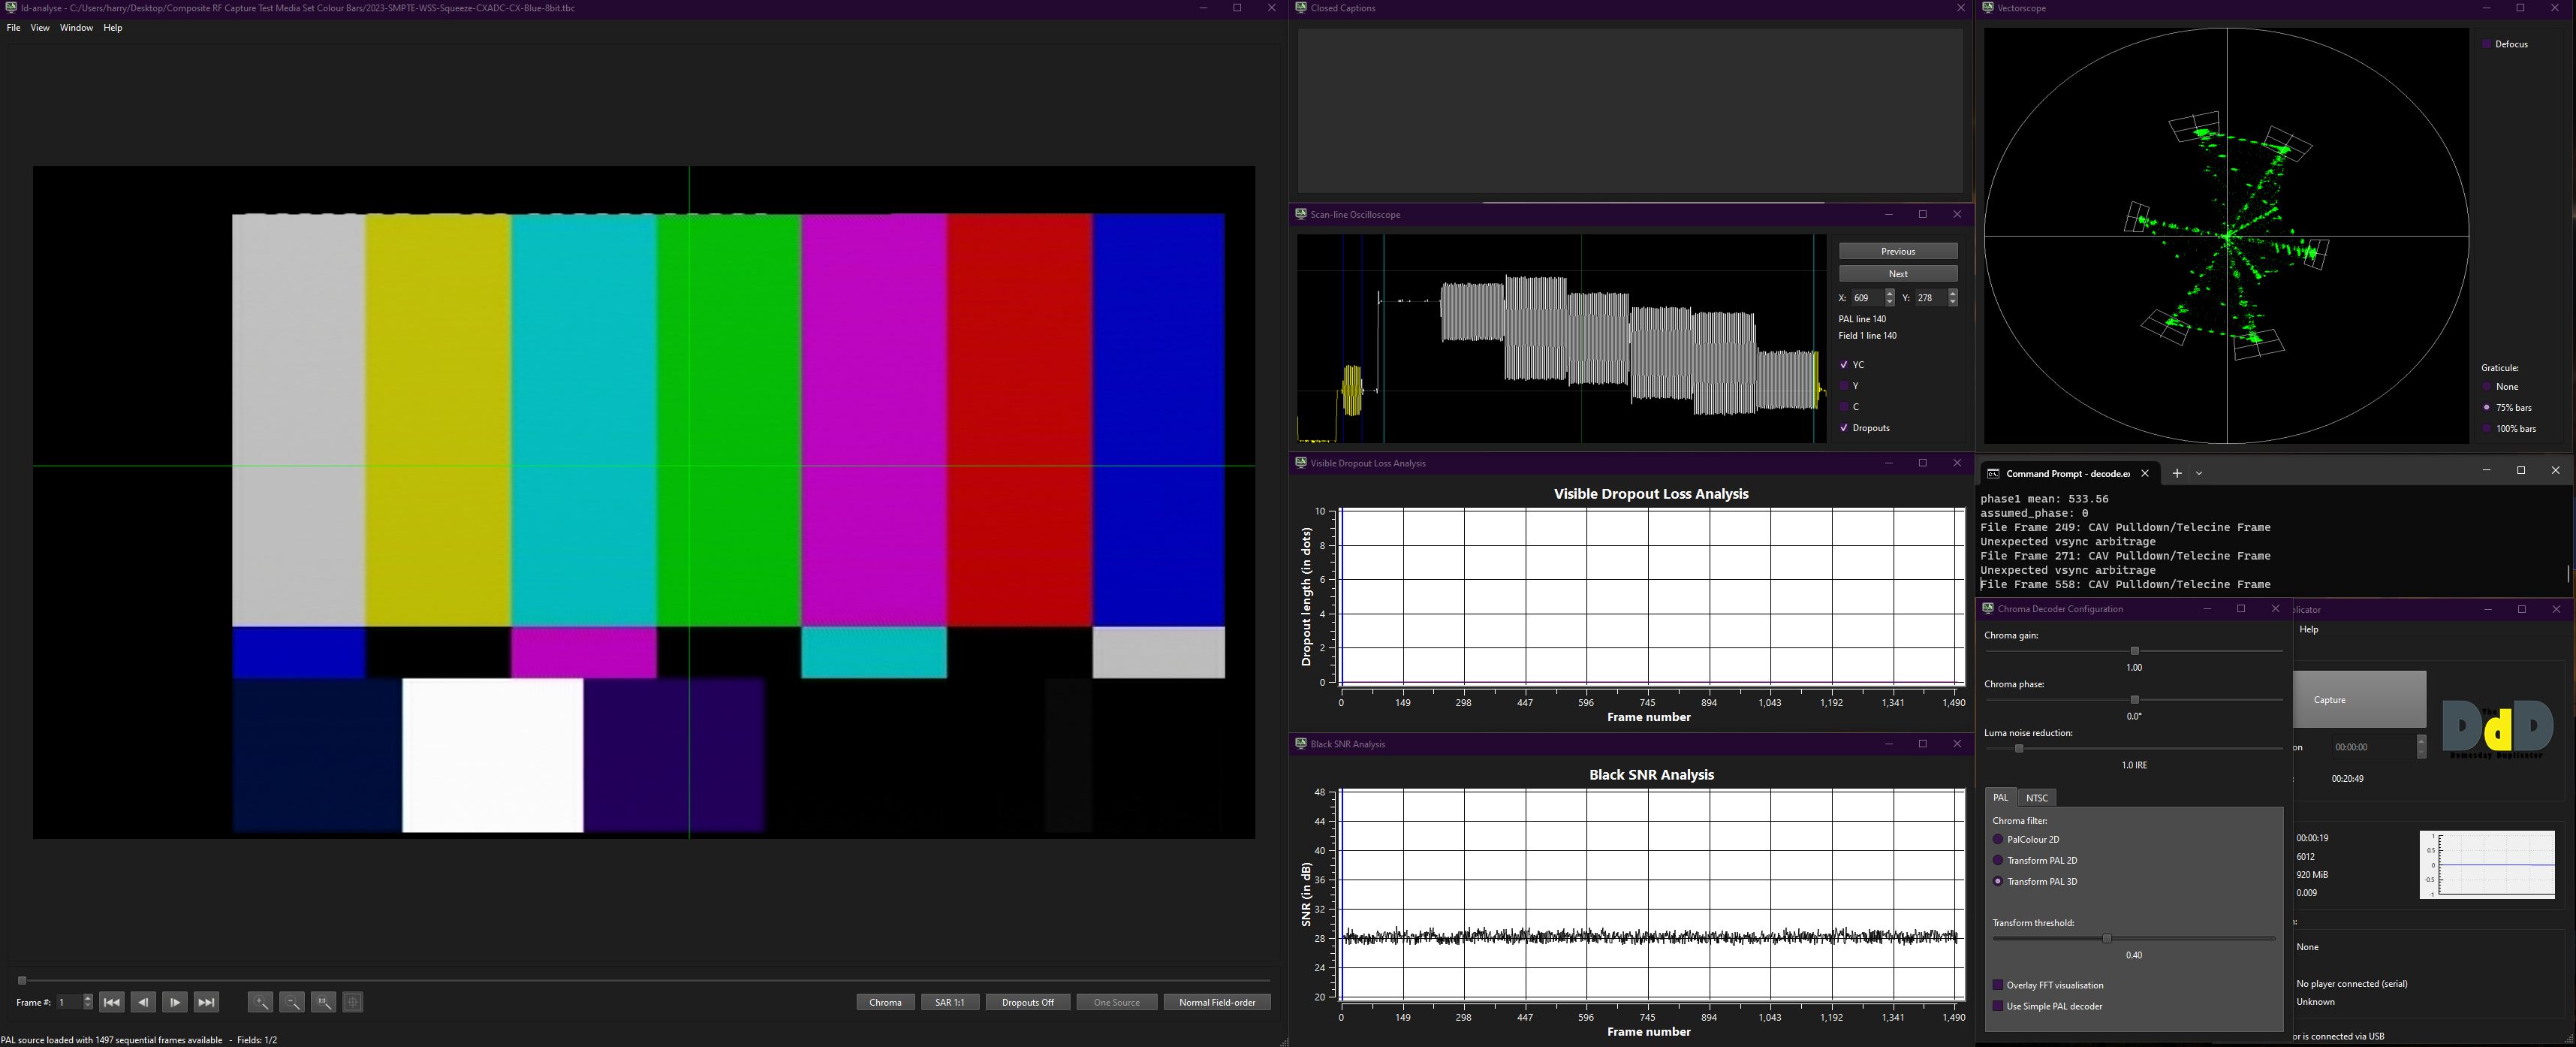 ld-analyse - C:/Users/harry/Desktop/Composite RF Capture Test Media Set Colour Bars/2023-SMPTE-WSS-Squeeze-CXADC-CX-Blue-8bit.tbc
File View Window Help
Frame #: 1
Chroma
SAR 1:1
Dropouts Off
One Source
Normal Field-order
PAL source loaded with 1497 sequential frames available - Fields: 1/2
Closed Captions
Scan-line Oscilloscope
Previous
Next
X: 609 Y: 278
PAL line 140
Field 1 line 140
YC
Y
C
Dropouts
Visible Dropout Loss Analysis
Visible Dropout Loss Analysis
Dropout length (in dots)
10
8
6
4
2
0
0 149 298 447 596 745 894 1,043 1,192 1,341 1,490
Frame number
Black SNR Analysis
Black SNR Analysis
SNR (in dB)
48
44
40
36
32
28
24
20
0 149 298 447 596 745 894 1,043 1,192 1,341 1,490
Frame number
Vectorscope
Defocus
Graticule:
None
75% bars
100% bars
Command Prompt - decode.e
phase1 mean: 533.56
assumed_phase: 0
File Frame 249: CAV Pulldown/Telecine Frame
Unexpected vsync arbitrage
File Frame 271: CAV Pulldown/Telecine Frame
Unexpected vsync arbitrage
File Frame 558: CAV Pulldown/Telecine Frame
Chroma Decoder Configuration
Chroma gain:
1.00
Chroma phase:
0.0°
Luma noise reduction:
1.0 IRE
PAL NTSC
Chroma filter:
PalColour 2D
Transform PAL 2D
Transform PAL 3D
Transform threshold:
0.40
Overlay FFT visualisation
Use Simple PAL decoder
plicator
Help
Capture
The
DdD
Domesday Duplicator
on 00:00:00
00:20:49
00:00:19
6012
920 MiB
0.009
1
0.5
0
-0.5
-1
None
No player connected (serial)
Unknown
or is connected via USB